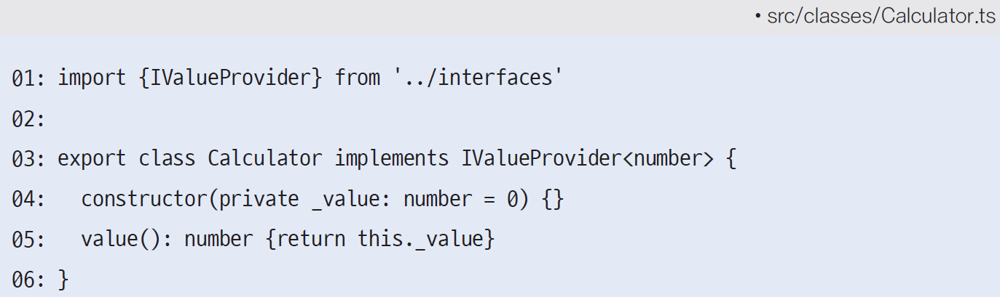 • src/classes/Calculator.ts
01: import {IValueProvider} from '../interfaces'
02:
03: export class Calculator implements IValueProvider<number> {
04:   constructor(private _value: number = 0) {}
05:   value(): number {return this._value}
06: }